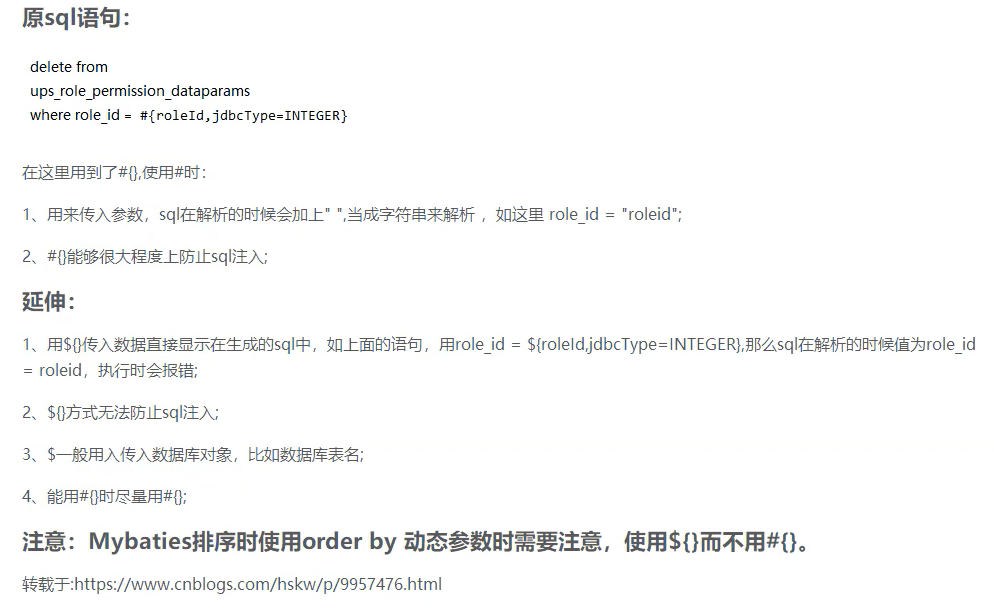 原sql语句：
delete from
ups_role_permission_dataparams
where role_id = #{roleId,jdbcType=INTEGER}
在这里用到了#{},使用#时：
1、用来传入参数，sql在解析的时候会加上" ",当成字符串来解析 ，如这里 role_id = "roleid";
2、#{}能够很大程度上防止sql注入;
延伸：
1、用${}传入数据直接显示在生成的sql中，如上面的语句，用role_id = ${roleId,jdbcType=INTEGER},那么sql在解析的时候值为role_id
= roleid，执行时会报错;
2、${}方式无法防止sql注入;
3、$一般用入传入数据库对象，比如数据库表名;
4、能用#{}时尽量用#{};
注意：Mybaties排序时使用order by 动态参数时需要注意，使用${}而不用#{}。
转载于:https://www.cnblogs.com/hskw/p/9957476.html